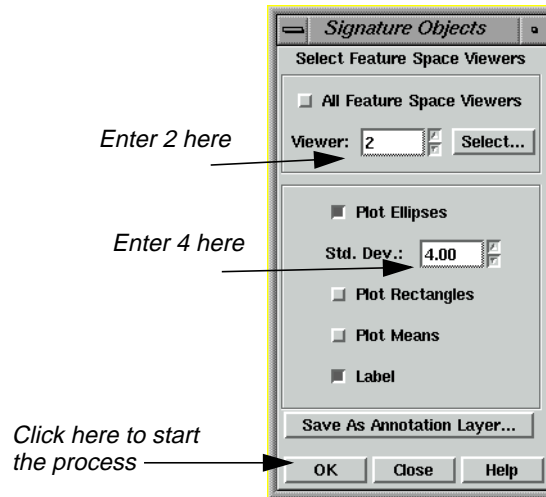 Signature Objects
Select Feature Space Viewers
All Feature Space Viewers
Enter 2 here
Viewer: 2 Select...
Plot Ellipses
Enter 4 here
Std. Dev.: 4.00
Plot Rectangles
Plot Means
Label
Save As Annotation Layer...
Click here to start
the process
OK Close Help